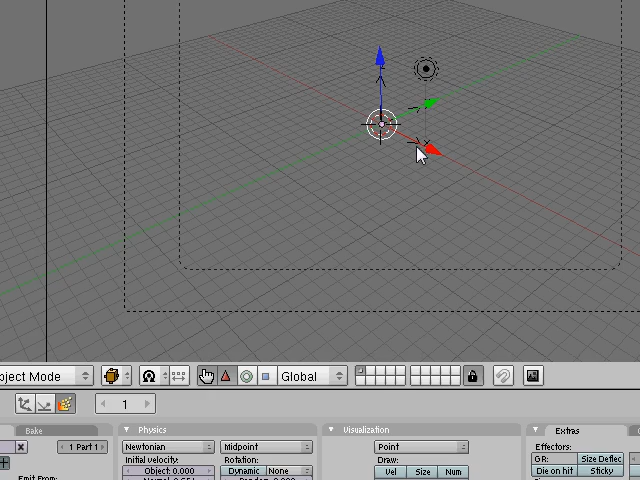 bject Mode
Global
1
Bake
Physics
Visualization
Extras
1 Part 1
Newtonian
Midpoint
Point
Effectors:
Initial velocity:
Rotation:
Draw:
GR:
Size Deflec
Object: 0.000
Dynamic
None
Vel
Size
Num
Die on hit
Sticky
Emit From: